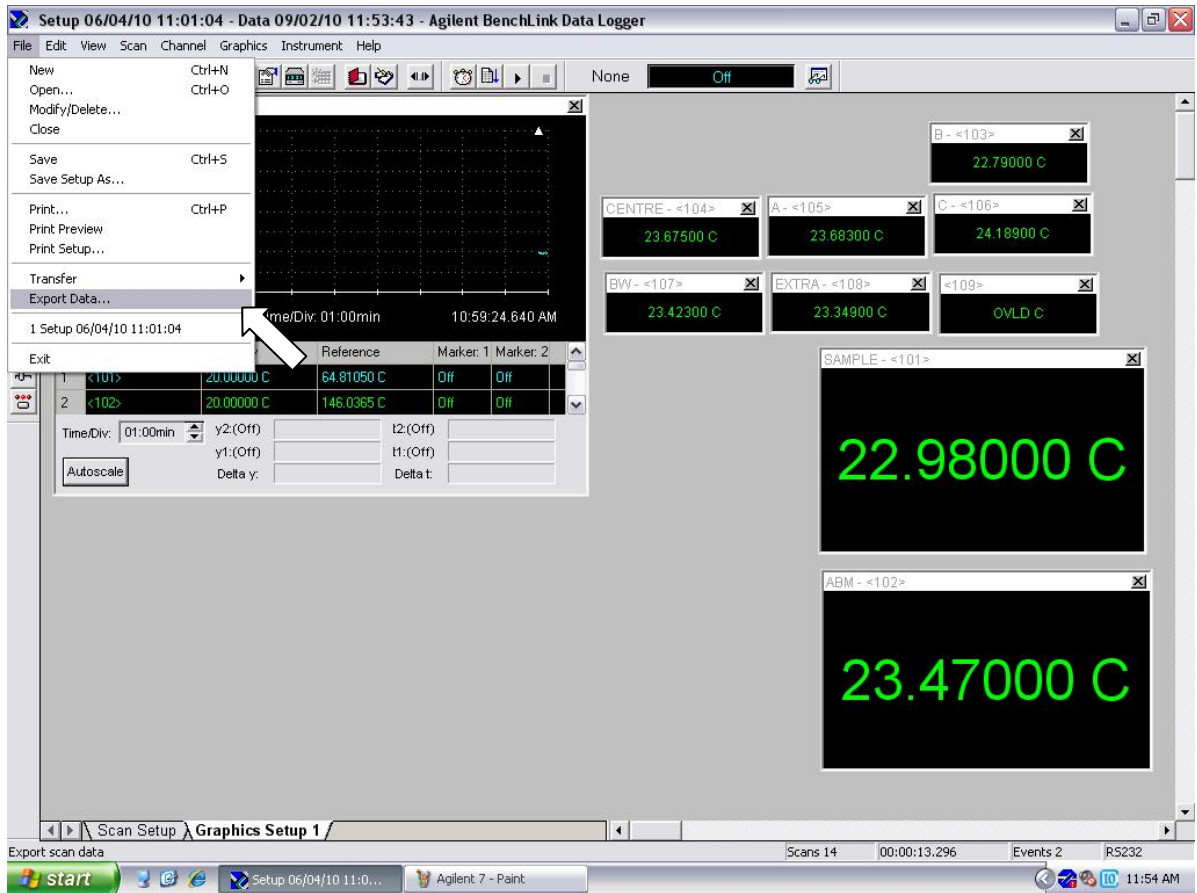 Setup 06/04/10 11:01:04 - Data 09/02/10 11:53:43 - Agilent BenchLink Data Logger
File Edit View Scan Channel Graphics Instrument Help
None Off
New Ctrl+N
Open... Ctrl+O
Modify/Delete...
Close
Save Ctrl+S
Save Setup As...
Print... Ctrl+P
Print Preview
Print Setup...
Transfer
Export Data...
1 Setup 06/04/10 11:01:04
Exit
ime/Div: 01:00min 10:59:24.640 AM
Reference Marker: 1 Marker: 2
1 <101> 20.00000 C 64.81050 C Off Off
2 <102> 20.00000 C 146.0365 C Off Off
Time/Div: 01:00min y2:(Off) t2:(Off)
y1:(Off) t1:(Off)
Autoscale Delta y: Delta t:
B - <103>
22.79000 C
CENTRE - <104> A - <105> C - <106>
23.67500 C 23.68300 C 24.18900 C
BW - <107> EXTRA - <108> <109>
23.42300 C 23.34900 C OVLD C
SAMPLE - <101>
22.98000 C
ABM - <102>
23.47000 C
Scan Setup Graphics Setup 1
Export scan data Scans 14 00:00:13.296 Events 2 RS232
start Setup 06/04/10 11:0... Agilent 7 - Paint 11:54 AM